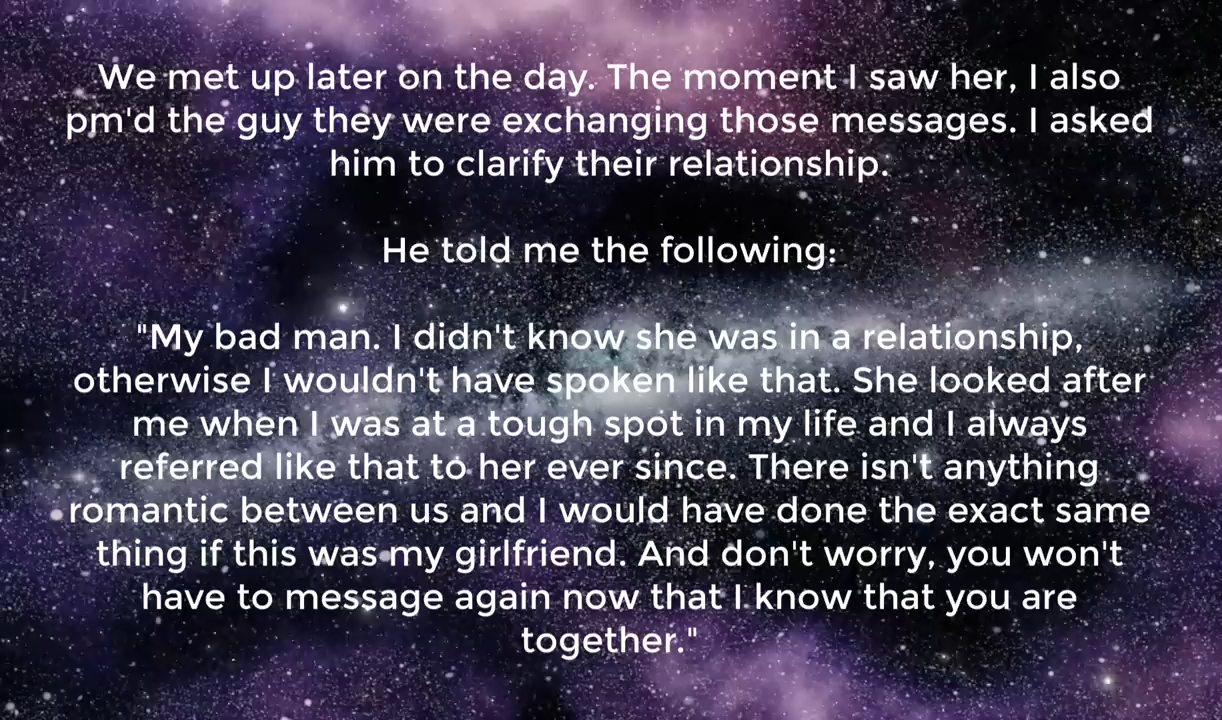 We met up later on the day. The moment I saw her, I also
pm'd the guy they were exchanging those messages. I asked
him to clarify their relationship.
He told me the following:
"My bad man. I didn't know she was in a relationship,
otherwise I wouldn't have spoken like that. She looked after
me when I was at a tough spot in my life and I always
referred like that to her ever since. There isn't anything
romantic between us and I would have done the exact same
thing if this was my girlfriend. And don't worry, you won't
have to message again now that I know that you are
together."